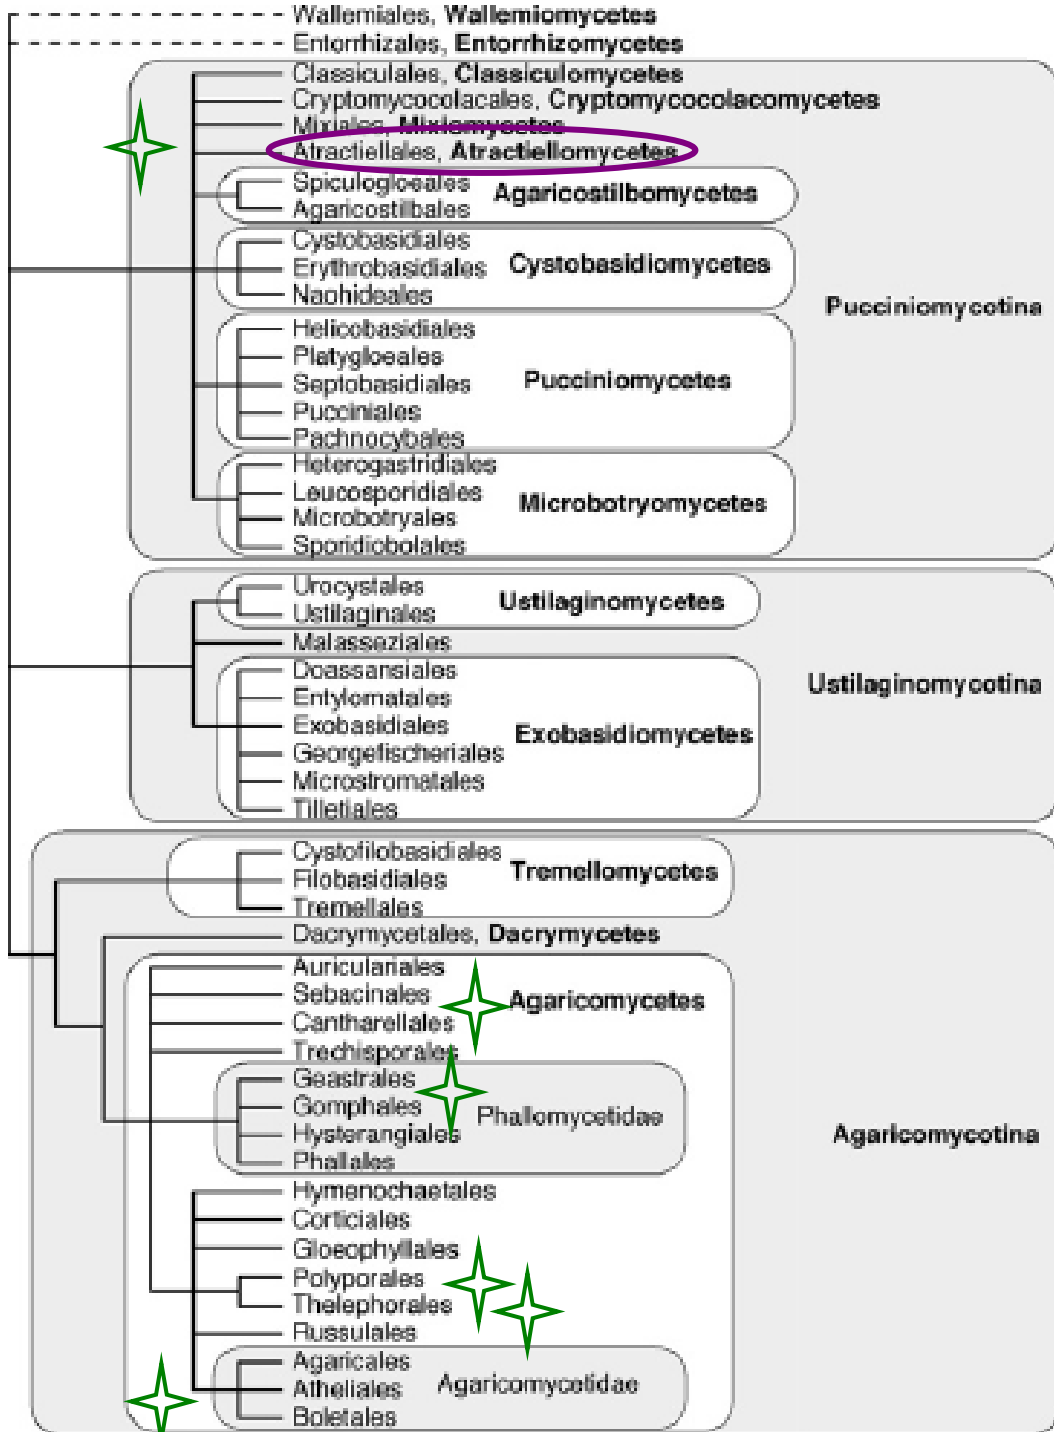 Wallemiales, Wallemiomycetes
Entorrhizales, Entorrhizomycetes
Classiculales, Classiculomycetes
Cryptomycocolacales, Cryptomycocolacomycetes
Mixiales, Mixiomycetes
Atractiellales, Atractiellomycetes
Spiculogloeales
Agaricostilbomycetes
Agaricostilbales
Cystobasidiales
Erythrobasidiales
Cystobasidiomycetes
Naohideales
Pucciniomycotina
Helicobasidiales
Platygloeales
Septobasidiales
Pucciniomycetes
Pucciniales
Pachnocybales
Heterogastridiales
Leucosporidiales
Microbotryomycetes
Microbotryales
Sporidiobolales
Urocystales
Ustilaginomycetes
Ustilaginales
Malasseziales
Doassansiales
Ustilaginomycotina
Entylomatales
Exobasidiales
Exobasidiomycetes
Georgefischeriales
Microstromatales
Tilletiales
Cystofilobasidiales
Tremellomycetes
Filobasidiales
Tremellales
Dacrymycetales, Dacrymycetes
Auriculariales
Sebacinales
Agaricomycetes
Cantharellales
Trechisporales
Geastrales
Gomphales
Phallomycetidae
Hysterangiales
Agaricomycotina
Phallales
Hymenochaetales
Corticiales
Gloeophyllales
Polyporales
Thelephorales
Russulales
Agaricales
Agaricomycetidae
Atheliales
Boletales